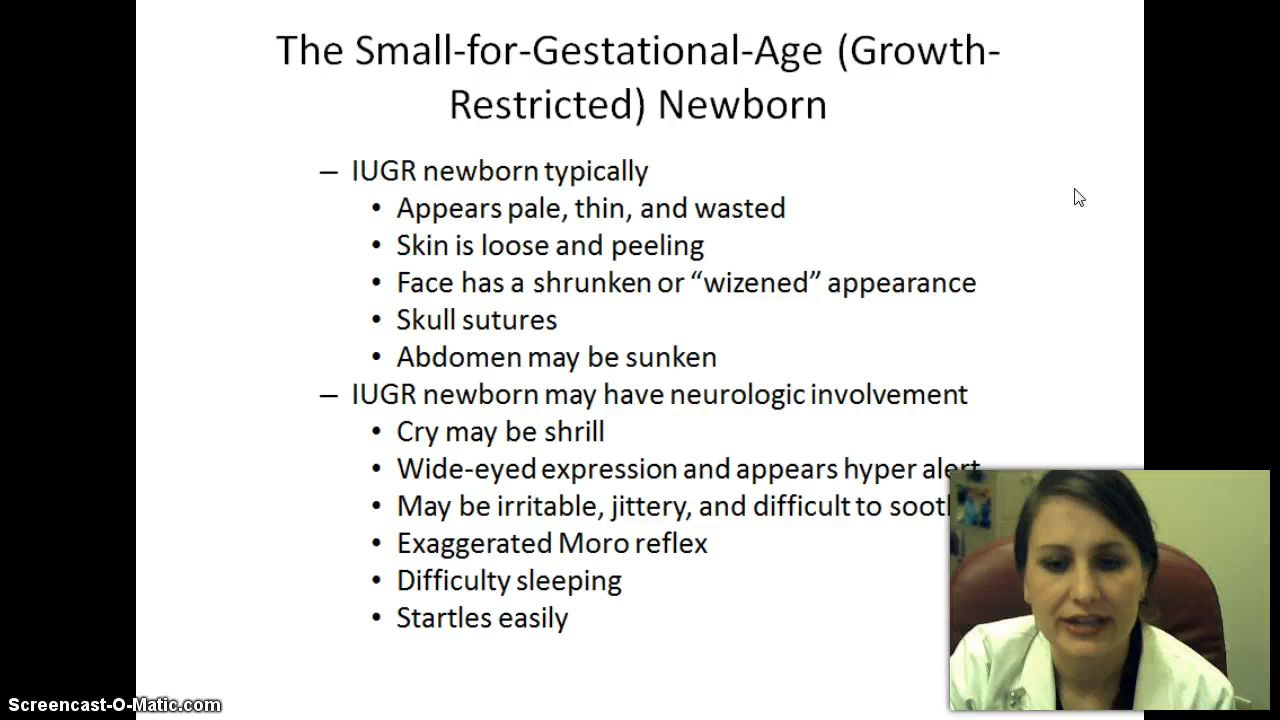 The Small-for-Gestational-Age (Growth-
Restricted) Newborn
– IUGR newborn typically
• Appears pale, thin, and wasted
• Skin is loose and peeling
• Face has a shrunken or “wizened” appearance
• Skull sutures
• Abdomen may be sunken
– IUGR newborn may have neurologic involvement
• Cry may be shrill
• Wide-eyed expression and appears hyper alert
• May be irritable, jittery, and difficult to
• Exaggerated Moro reflex
• Difficulty sleeping
• Startles easily
Screencast-O-Matic.com